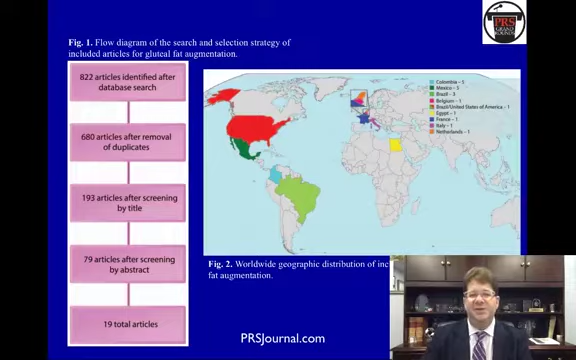 PRS
GRAND
ROUNDS
Fig. 1. Flow diagram of the search and selection strategy of
included articles for gluteal fat augmentation.
822 articles identified after
database search
680 articles after removal
of duplicates
193 articles after screening
by title
79 articles after screening
by abstract
19 total articles
Colombia – 5
Mexico – 5
Brazil – 3
Belgium – 1
Brazil/United States of America – 1
Egypt – 1
France – 1
Italy – 1
Netherlands – 1
Fig. 2. Worldwide geographic distribution of inc
fat augmentation.
PRSJournal.com